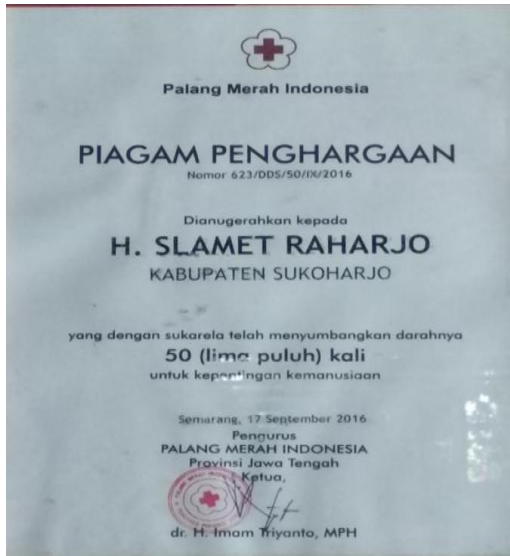 Palang Merah Indonesia
PIAGAM PENGHARGAAN
Nomor 623/DDS/50/IX/2016
Dianugerahkan kepada
H. SLAMET RAHARJO
KABUPATEN SUKOHARJO
yang dengan sukarela telah menyumbangkan darahnya
50 (lima puluh) kali
untuk kepentingan kemanusiaan
Semarang, 17 September 2016
Pengurus
PALANG MERAH INDONESIA
Provinsi Jawa Tengah
Ketua,
dr. H. Imam Triyanto, MPH